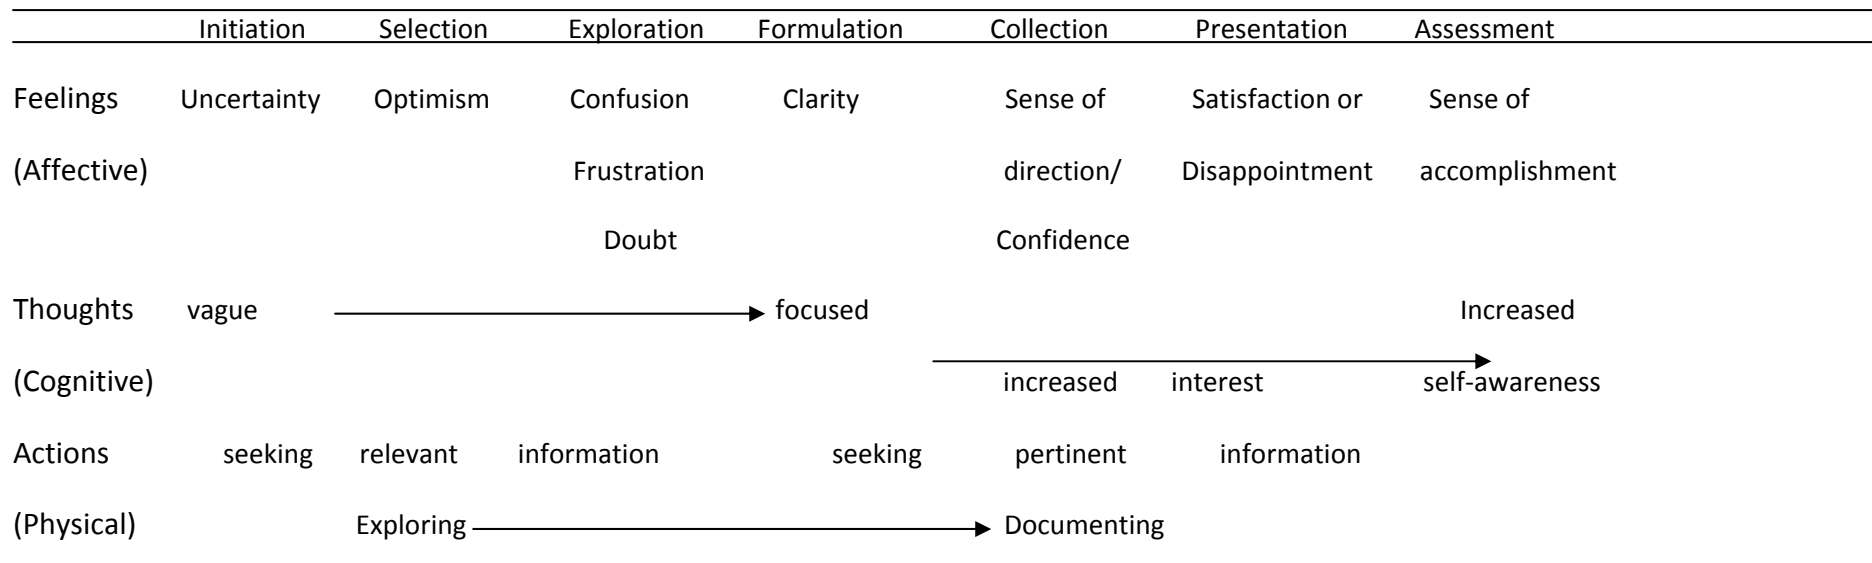 Initiation Selection Exploration Formulation Collection Presentation Assessment
Feelings Uncertainty Optimism Confusion Clarity Sense of Satisfaction or Sense of
(Affective) Frustration direction/ Disappointment accomplishment
Doubt Confidence
Thoughts vague focused Increased
(Cognitive) increased interest self-awareness
Actions seeking relevant information seeking pertinent information
(Physical) Exploring Documenting